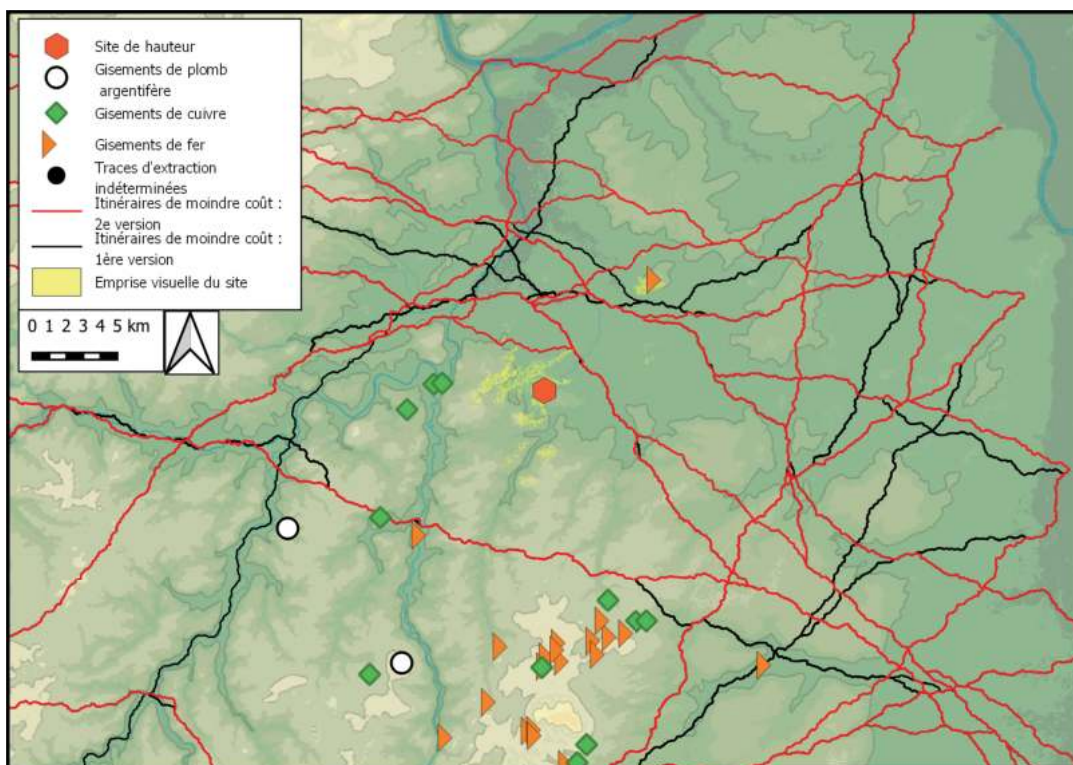 Site de hauteur
Gisements de plomb
argentifère
Gisements de cuivre
Gisements de fer
Traces d'extraction
indéterminées
Itinéraires de moindre coût :
2e version
Itinéraires de moindre coût :
1ère version
Emprise visuelle du site
0 1 2 3 4 5 km